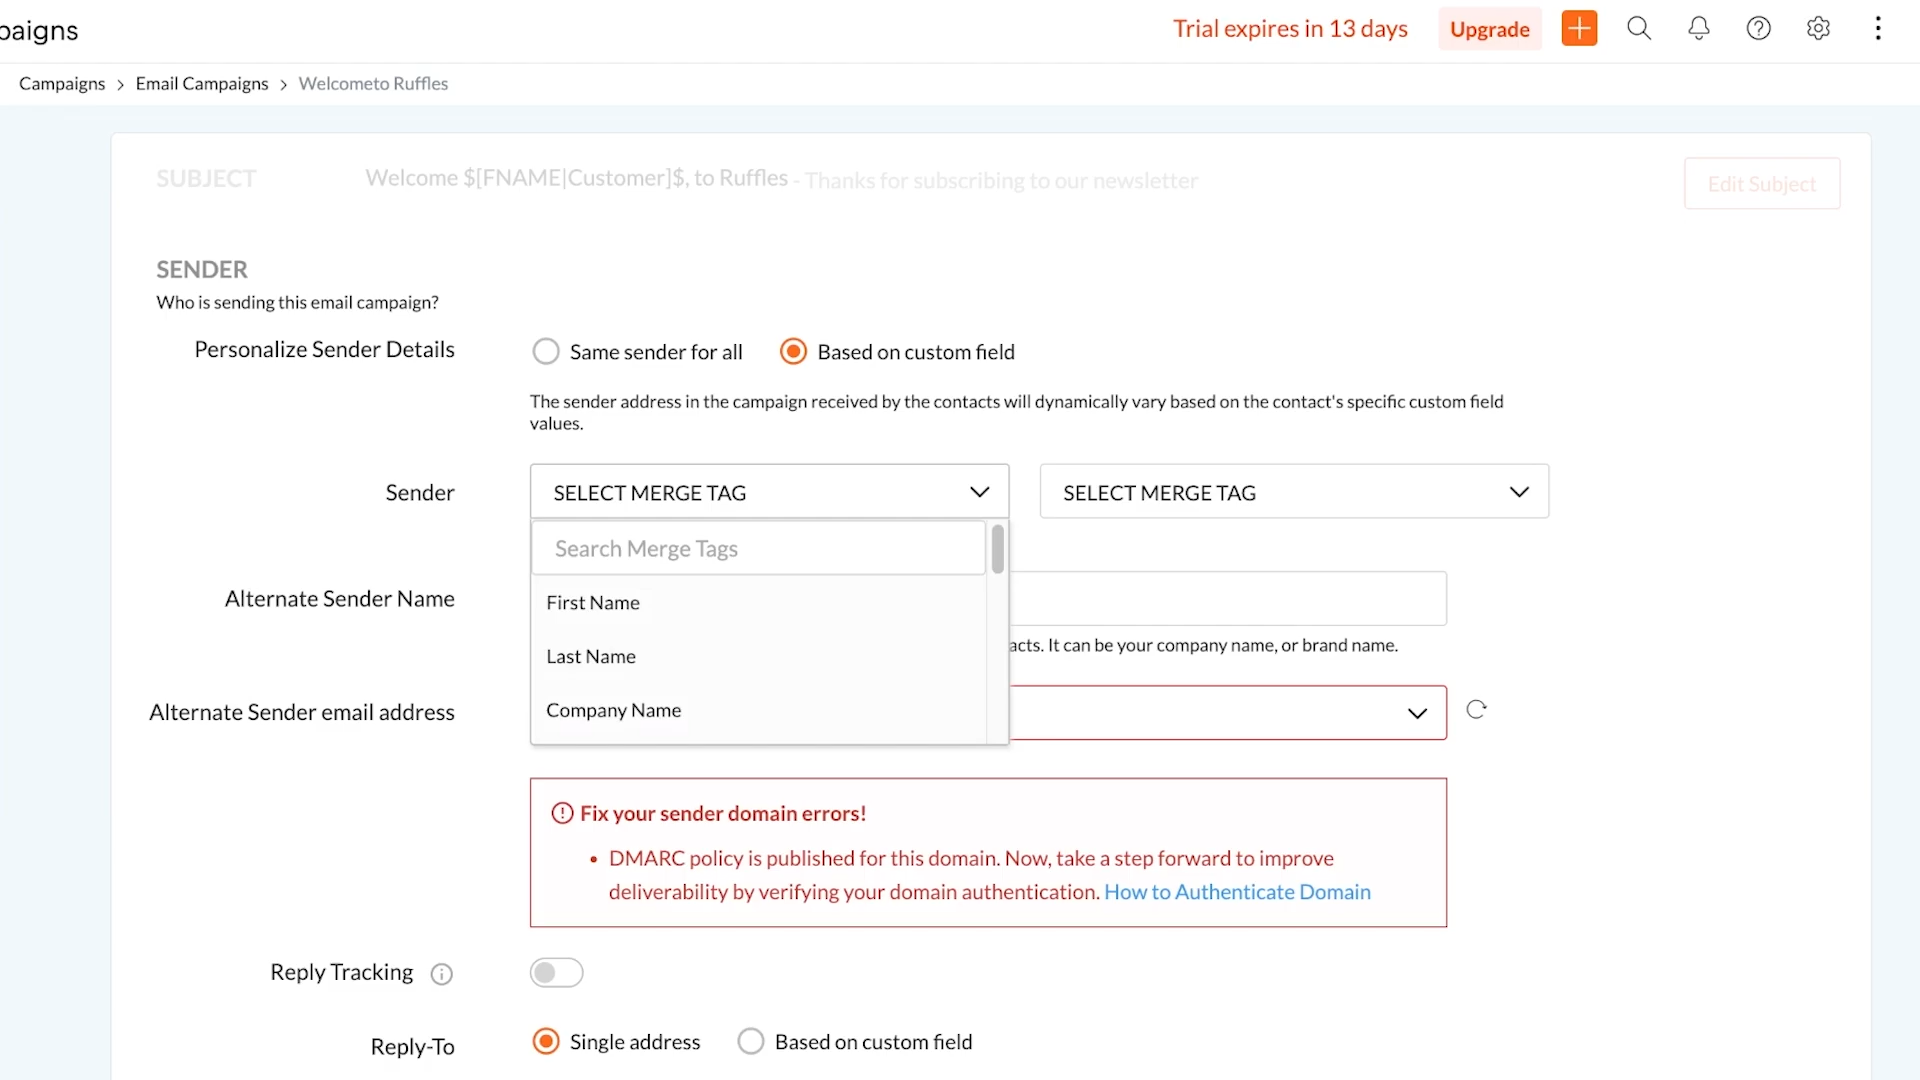 paigns
Trial expires in 13 days
Upgrade
Campaigns > Email Campaigns > Welcometo Ruffles
SUBJECT
Welcome $[FNAME|Customer]$, to Ruffles - Thanks for subscribing to our newsletter
Edit Subject
SENDER
Who is sending this email campaign?
Personalize Sender Details
Same sender for all
Based on custom field
The sender address in the campaign received by the contacts will dynamically vary based on the contact's specific custom field
values.
Sender
SELECT MERGE TAG
SELECT MERGE TAG
Search Merge Tags
First Name
Last Name
Company Name
Alternate Sender Name
acts. It can be your company name, or brand name.
Alternate Sender email address
Fix your sender domain errors!
• DMARC policy is published for this domain. Now, take a step forward to improve
deliverability by verifying your domain authentication. How to Authenticate Domain
Reply Tracking
Reply-To
Single address
Based on custom field